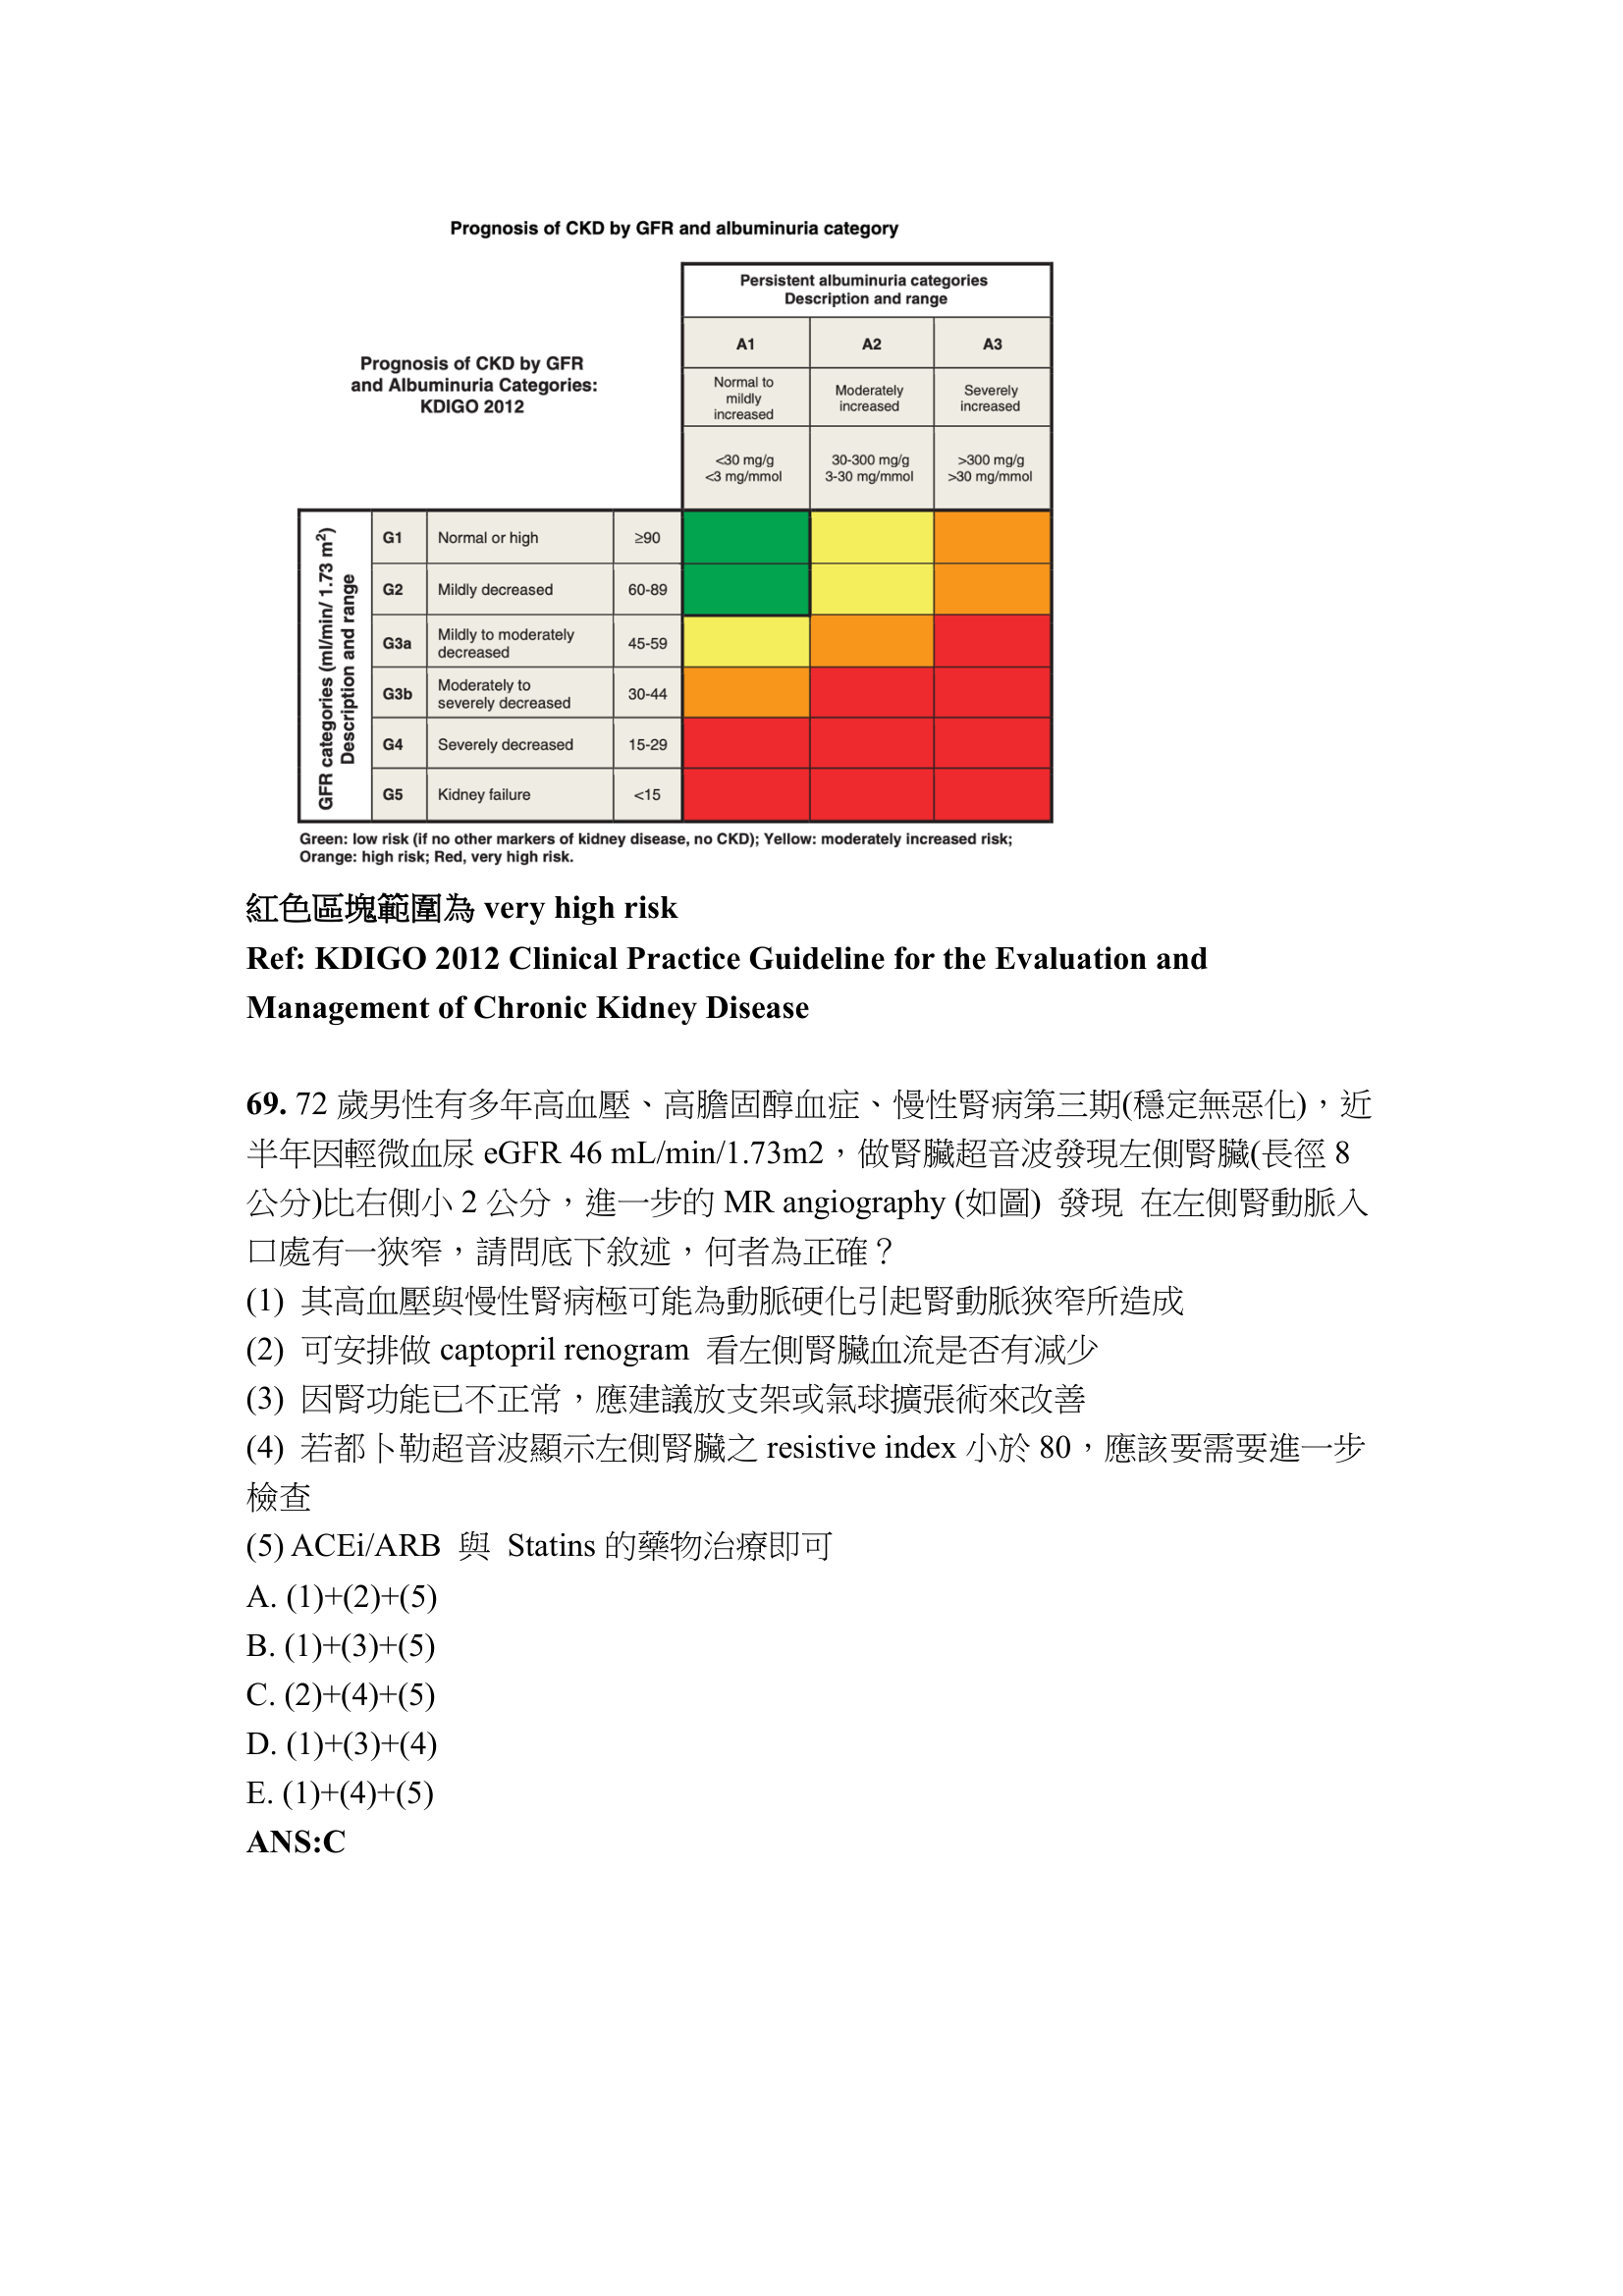 Prognosis of CKD by GFR and albuminuria category
Persistent albuminuria categories
Description and range
Prognosis of CKD by GFR
and Albuminuria Categories:
KDIGO 2012
A1
A2
A3
Normal to
mildly
increased
Moderately
increased
Severely
increased
<30 mg/g
<3 mg/mmol
30-300 mg/g
3-30 mg/mmol
>300 mg/g
>30 mg/mmol
GFR categories (ml/min/ 1.73 m²)
Description and range
G1 Normal or high ≥90
G2 Mildly decreased 60-89
G3a Mildly to moderately
decreased 45-59
G3b Moderately to
severely decreased 30-44
G4 Severely decreased 15-29
G5 Kidney failure <15
Green: low risk (if no other markers of kidney disease, no CKD); Yellow: moderately increased risk;
Orange: high risk; Red, very high risk.
紅色區塊範圍為 very high risk
Ref: KDIGO 2012 Clinical Practice Guideline for the Evaluation and
Management of Chronic Kidney Disease
69. 72 歲男性有多年高血壓、高膽固醇血症、慢性腎病第三期(穩定無惡化)，近
半年因輕微血尿 eGFR 46 mL/min/1.73m2，做腎臟超音波發現左側腎臟(長徑 8
公分)比右側小 2 公分，進一步的 MR angiography (如圖) 發現 在左側腎動脈入
口處有一狹窄，請問底下敘述，何者為正確？
(1) 其高血壓與慢性腎病極可能為動脈硬化引起腎動脈狹窄所造成
(2) 可安排做 captopril renogram 看左側腎臟血流是否有減少
(3) 因腎功能已不正常，應建議放支架或氣球擴張術來改善
(4) 若都卜勒超音波顯示左側腎臟之 resistive index 小於 80，應該要需要進一步
檢查
(5) ACEi/ARB 與 Statins 的藥物治療即可
A. (1)+(2)+(5)
B. (1)+(3)+(5)
C. (2)+(4)+(5)
D. (1)+(3)+(4)
E. (1)+(4)+(5)
ANS:C